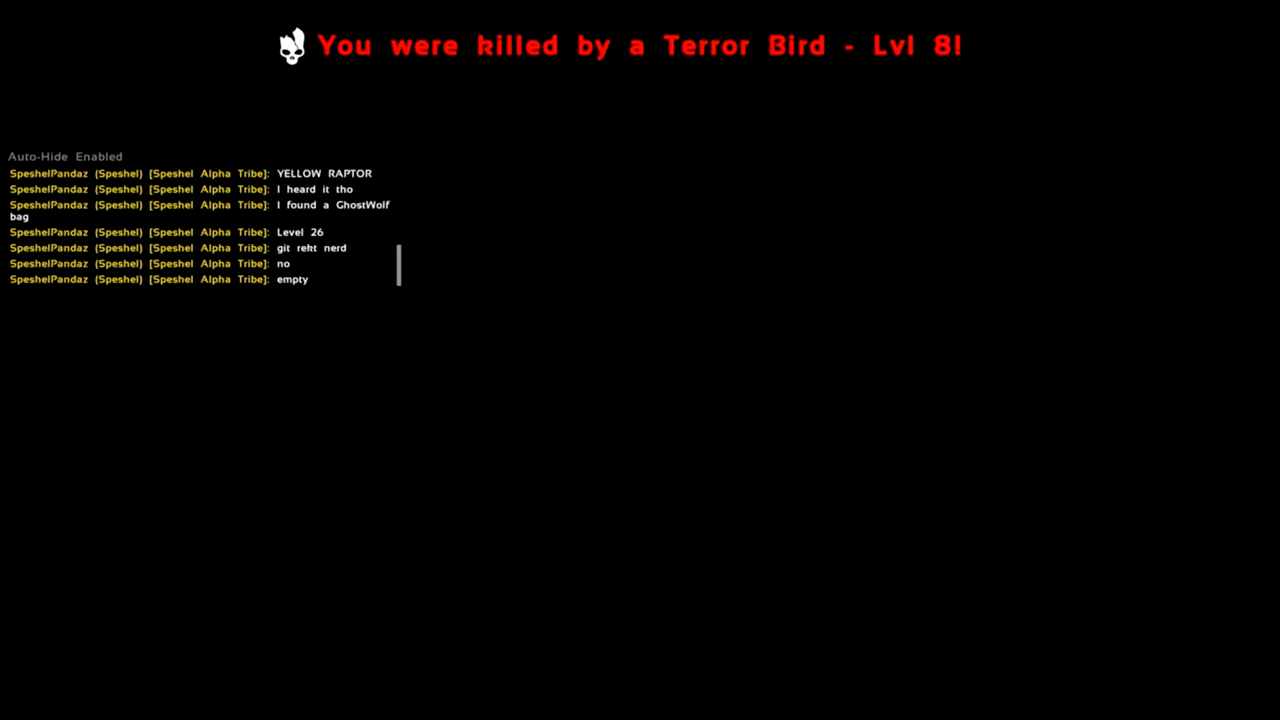 You were killed by a Terror Bird - Lvl 8!
Auto-Hide Enabled
SpeshelPandaz (Speshel) [Speshel Alpha Tribe]: YELLOW RAPTOR
SpeshelPandaz (Speshel) [Speshel Alpha Tribe]: I heard it tho
SpeshelPandaz (Speshel) [Speshel Alpha Tribe]: I found a GhostWolf
bag
SpeshelPandaz (Speshel) [Speshel Alpha Tribe]: Level 26
SpeshelPandaz (Speshel) [Speshel Alpha Tribe]: git rekt nerd
SpeshelPandaz (Speshel) [Speshel Alpha Tribe]: no
SpeshelPandaz (Speshel) [Speshel Alpha Tribe]: empty